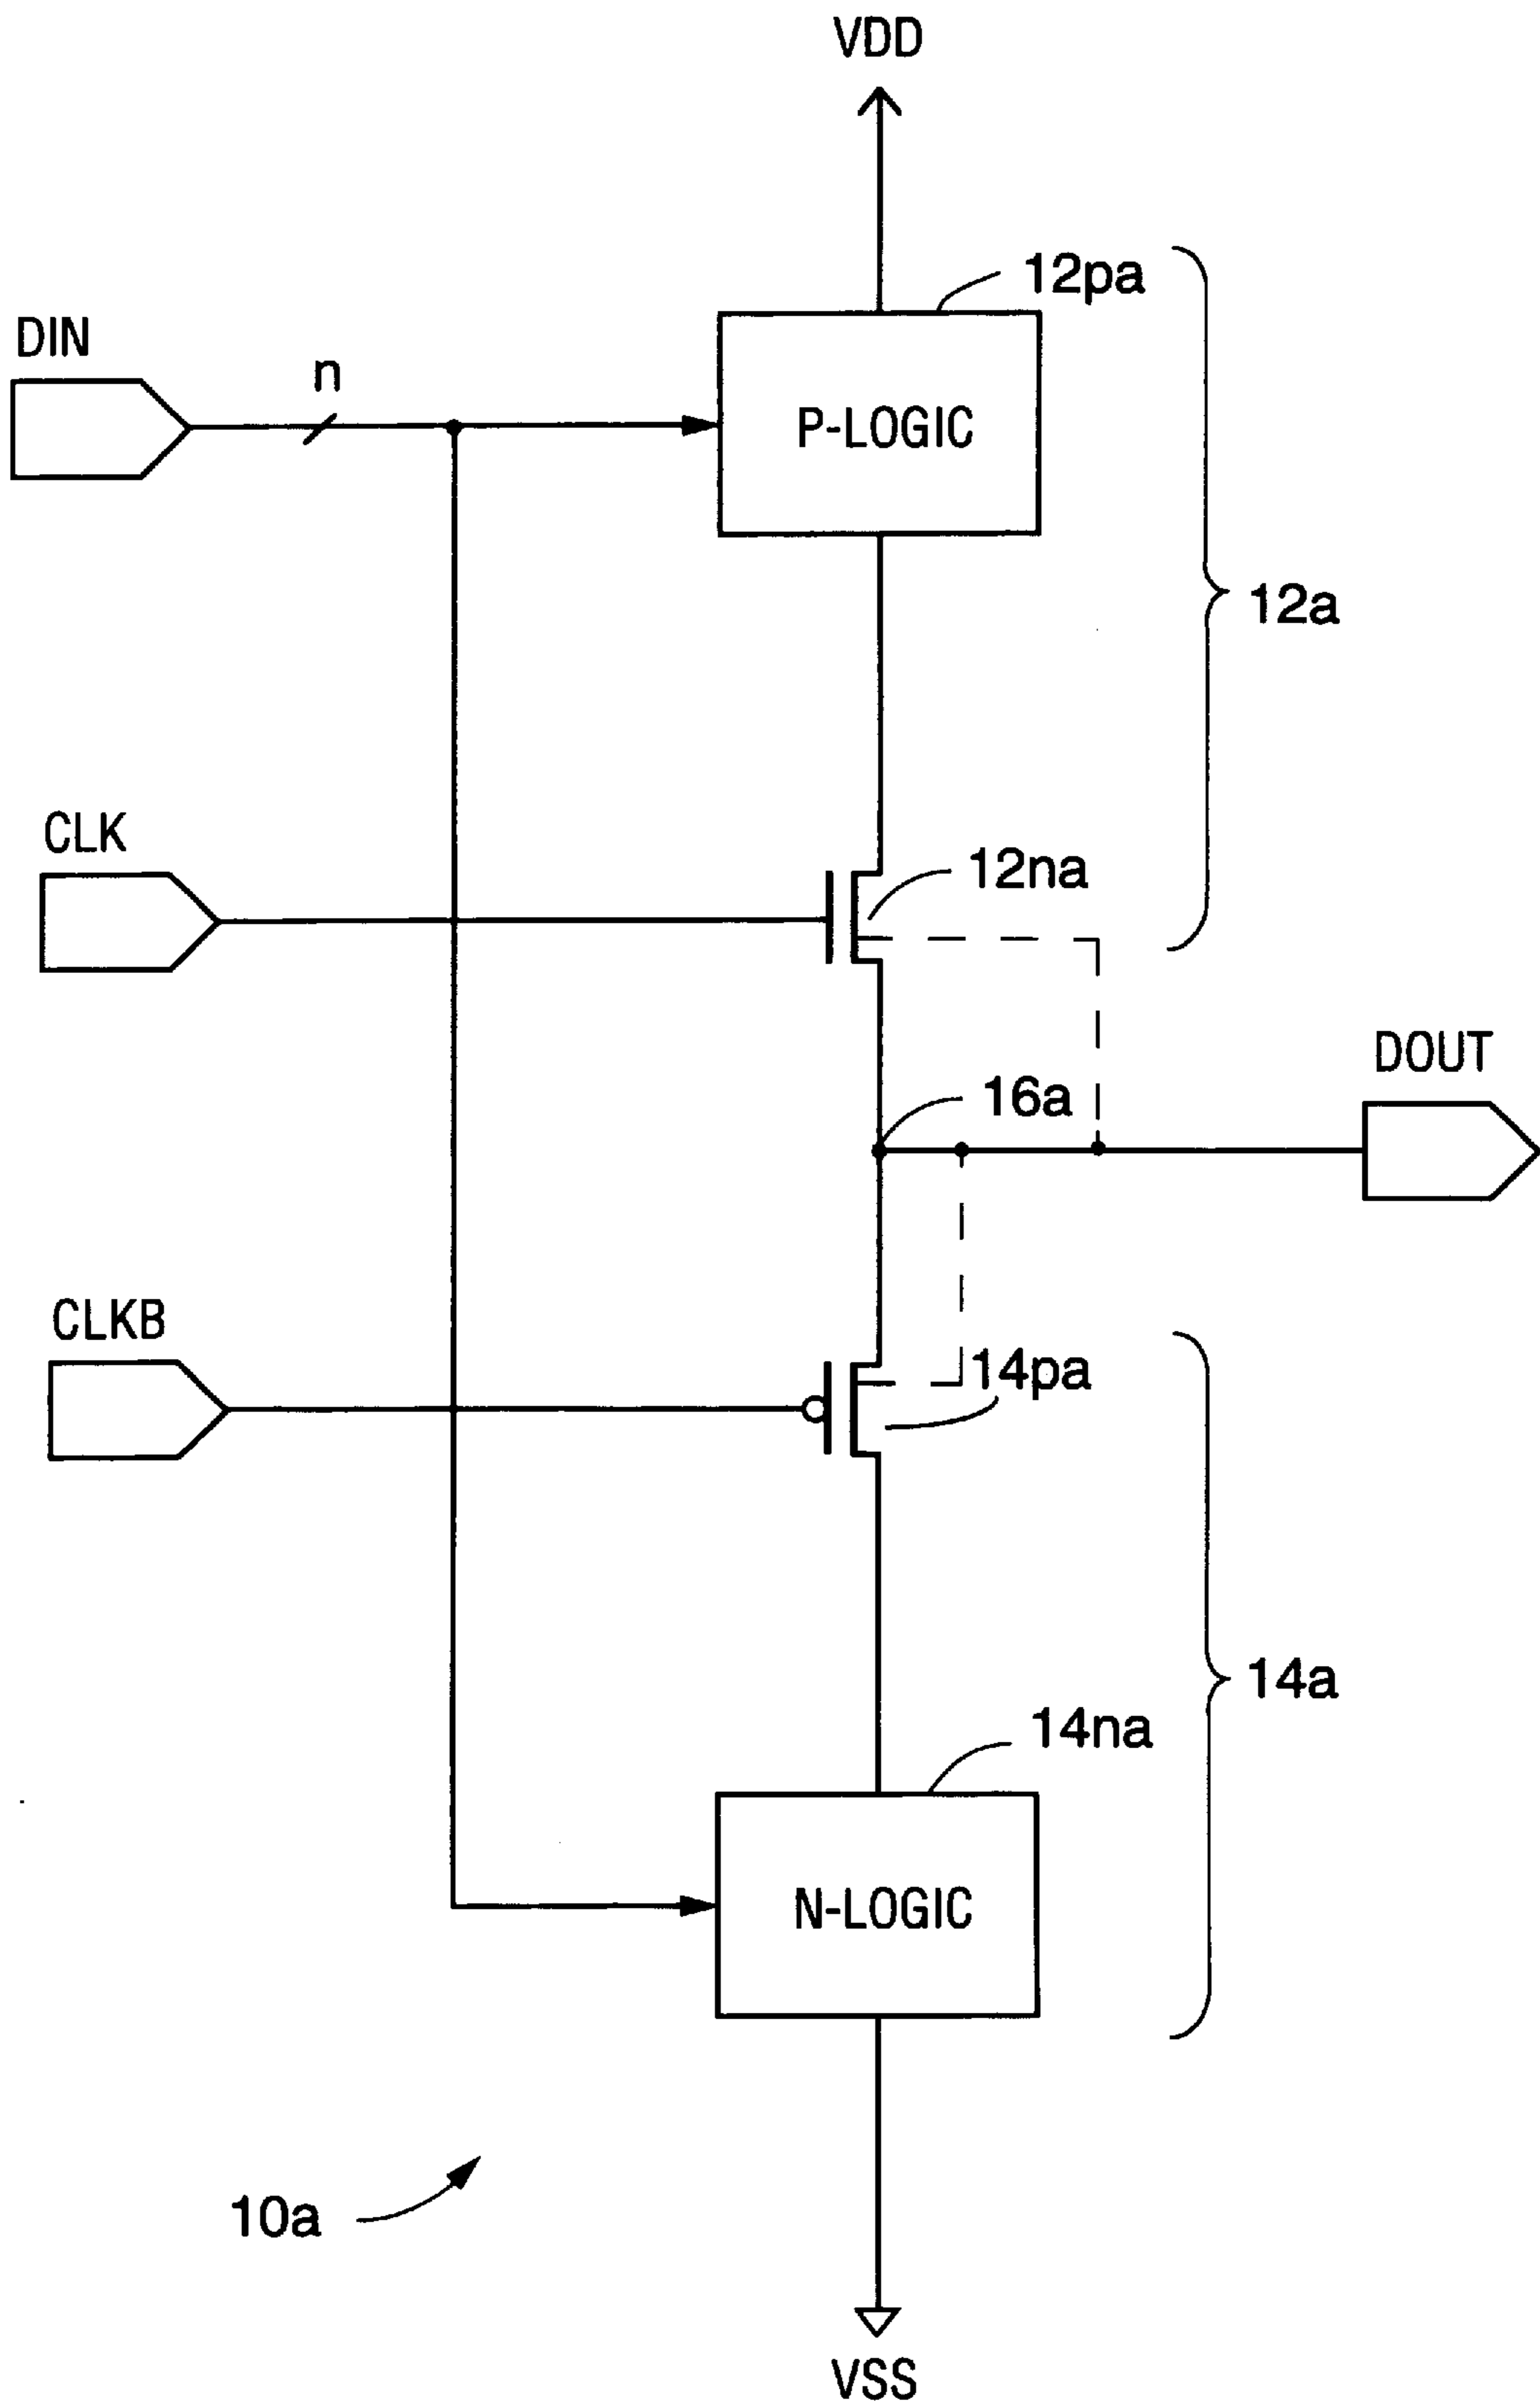 VDD
12pa
DIN
n
P-LOGIC
12a
CLK
12na
DOUT
16a
CLKB
14pa
14a
14na
N-LOGIC
10a
VSS